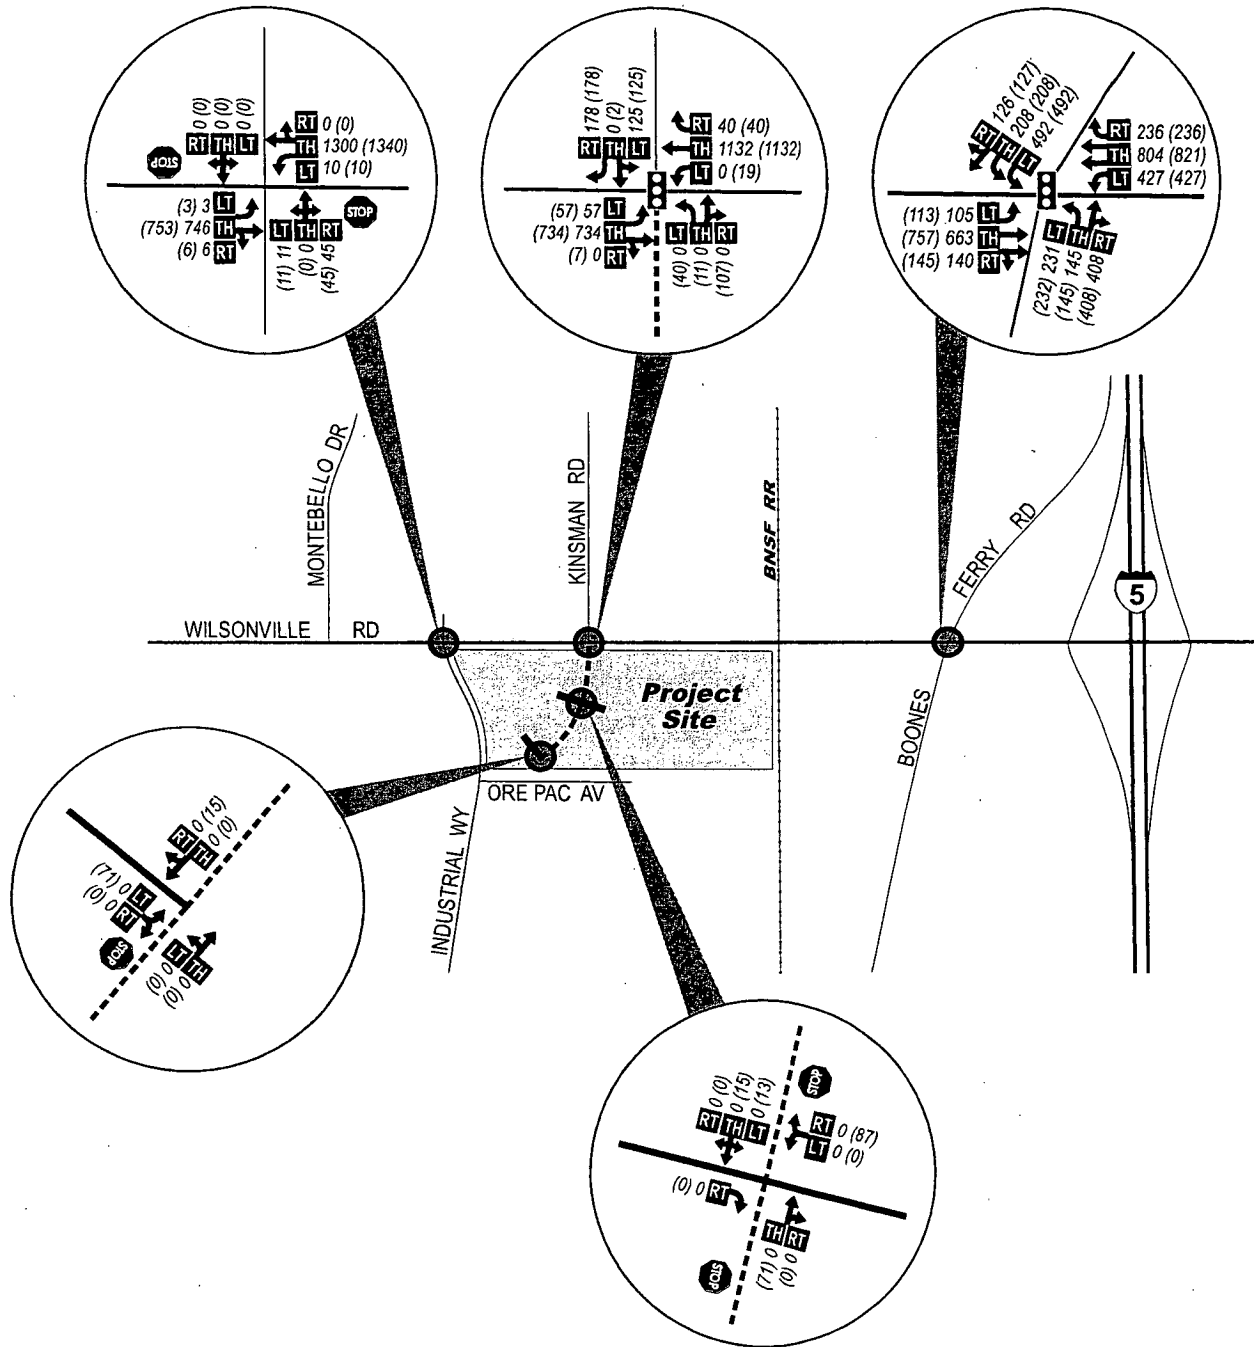 STOP
RT TH LT
0 (0)
0 (0)
0 (0)
RT 0 (0)
TH 1300 (1340)
LT 10 (10)
(3) 3 LT
(753) 746 TH
(6) 6 RT
LT TH RT
(11) 11
(0) 0
(45) 45
STOP
RT TH LT
178 (178)
0 (2)
125 (125)
RT 40 (40)
TH 1132 (1132)
LT 0 (19)
(57) 57 LT
(734) 734 TH
(7) 0 RT
LT TH RT
(40) 0
(11) 0
(107) 0
RT TH LT
126 (127)
208 (208)
492 (492)
RT 236 (236)
TH 804 (821)
LT 427 (427)
(113) 105 LT
(757) 663 TH
(145) 140 RT
LT TH RT
(232) 231
(145) 145
(408) 408
MONTEBELLO DR
KINSMAN RD
BNSF RR
FERRY RD
5
WILSONVILLE RD
Project
Site
BOONES
ORE PAC AV
INDUSTRIAL WY
RT 0 (15)
TH 0 (0)
(71) 0 LT
(0) 0 RT
STOP
(0) 0 LT
(0) 0 TH
STOP
RT TH LT
0 (0)
0 (15)
0 (13)
RT 0 (87)
LT 0 (0)
(0) 0 RT
TH RT
(71) 0
(0) 0
STOP